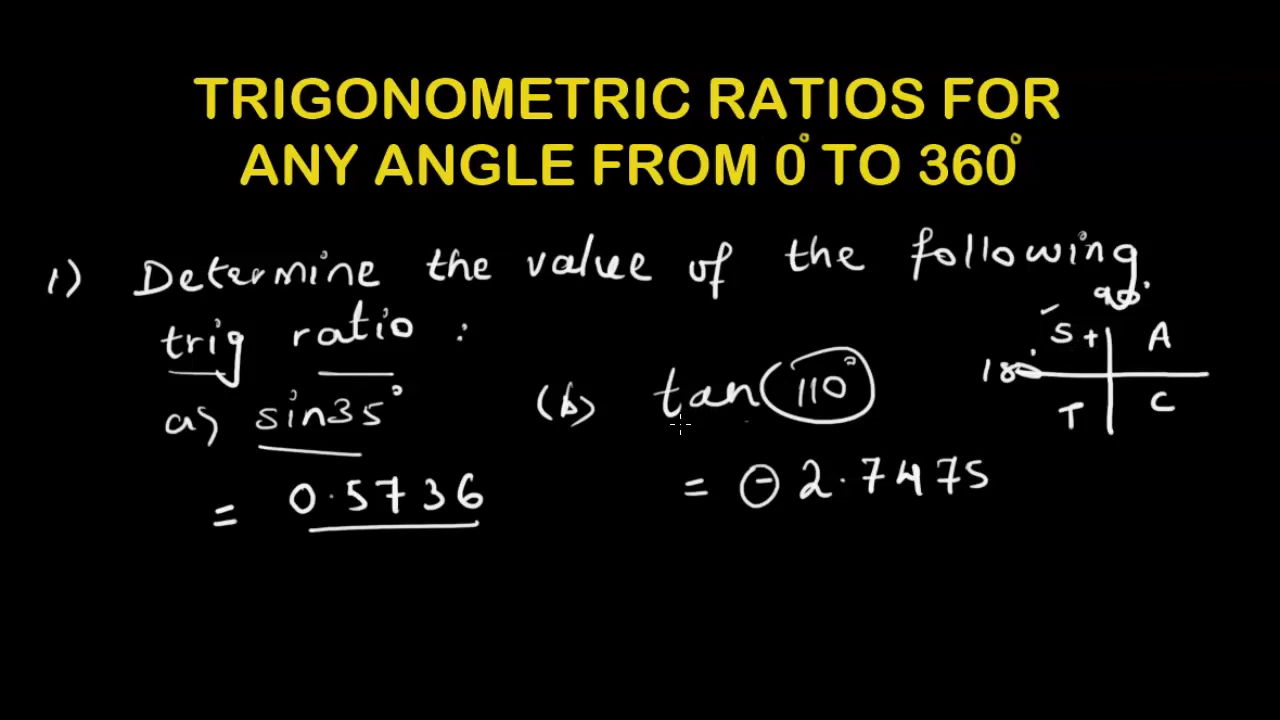 TRIGONOMETRIC RATIOS FOR
ANY ANGLE FROM 0° TO 360°
1) Determine the value of the following
trig ratio :
a) sin35° (b) tan(110°)
= 0.5736 = -2.7475
90°
S+ A
180°
T C